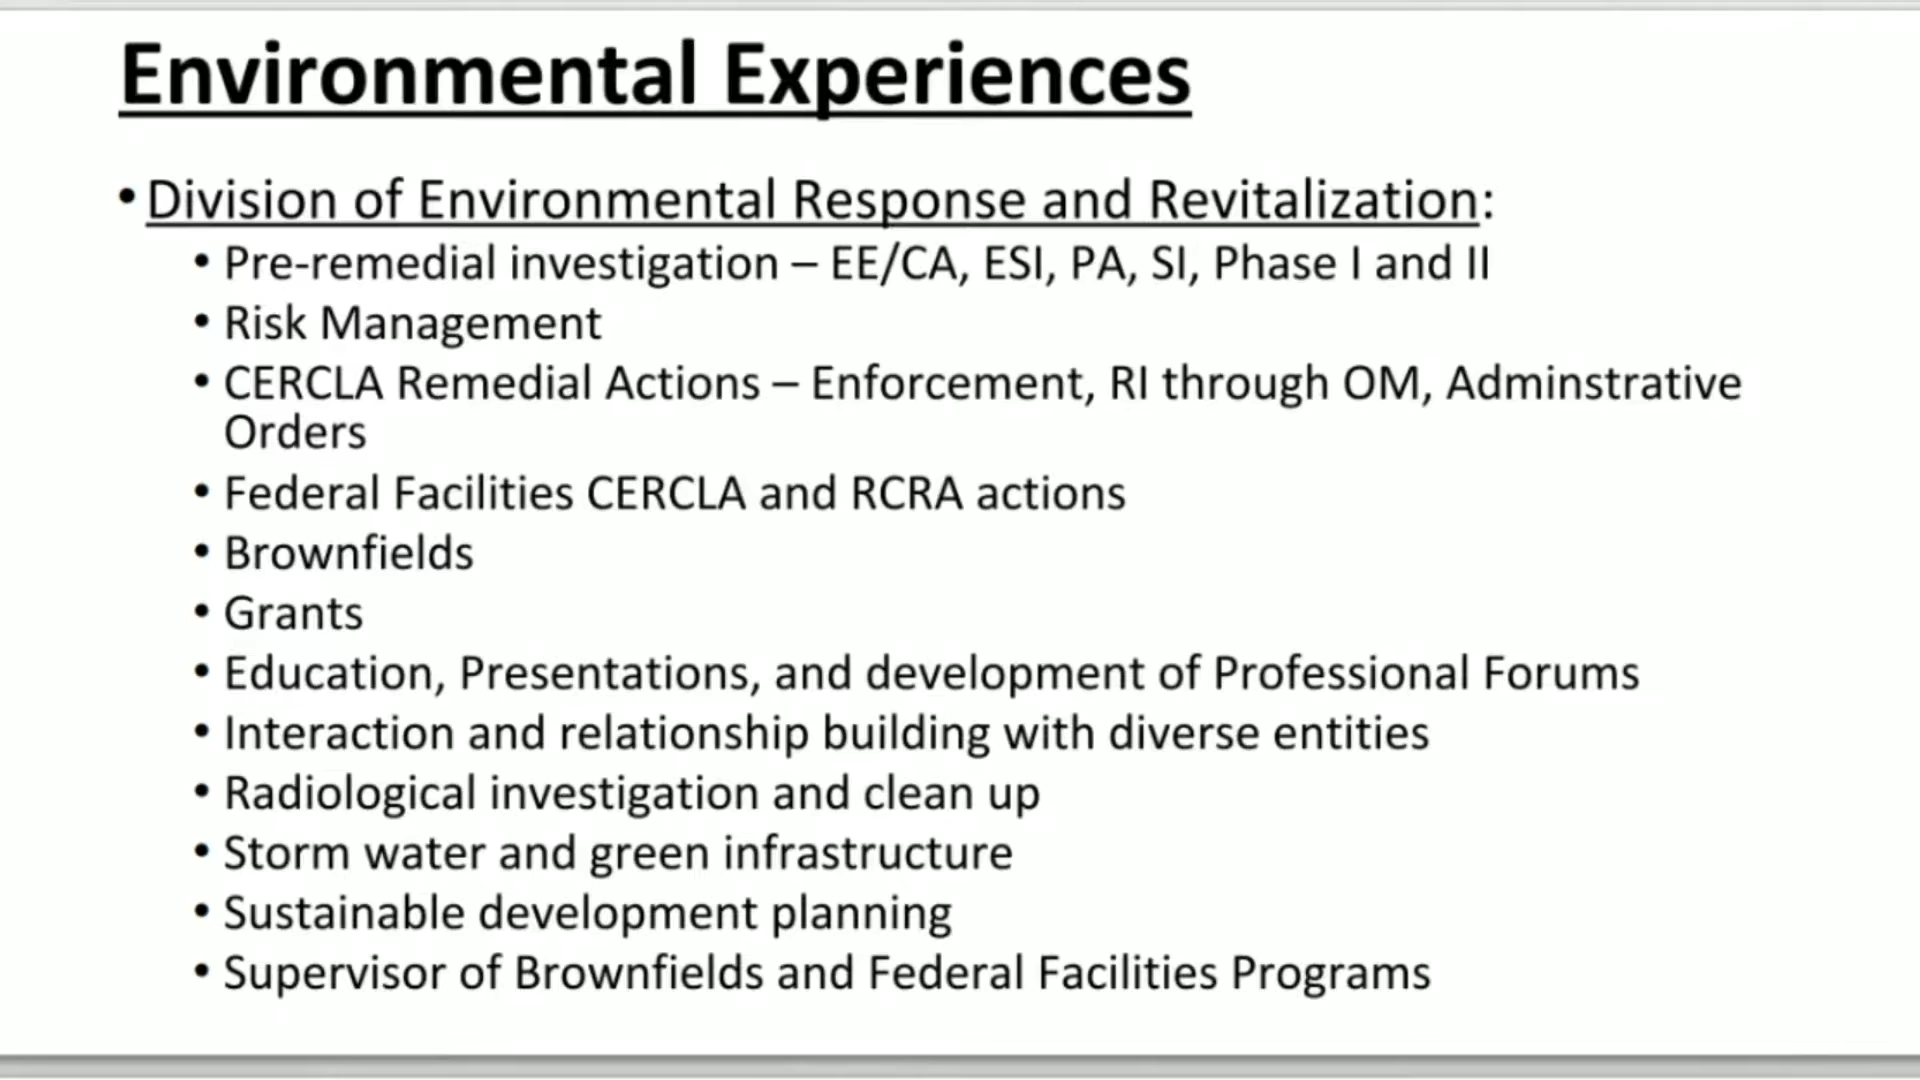 Environmental Experiences
• Division of Environmental Response and Revitalization:
• Pre-remedial investigation – EE/CA, ESI, PA, SI, Phase I and II
• Risk Management
• CERCLA Remedial Actions – Enforcement, RI through OM, Adminstrative
Orders
• Federal Facilities CERCLA and RCRA actions
• Brownfields
• Grants
• Education, Presentations, and development of Professional Forums
• Interaction and relationship building with diverse entities
• Radiological investigation and clean up
• Storm water and green infrastructure
• Sustainable development planning
• Supervisor of Brownfields and Federal Facilities Programs